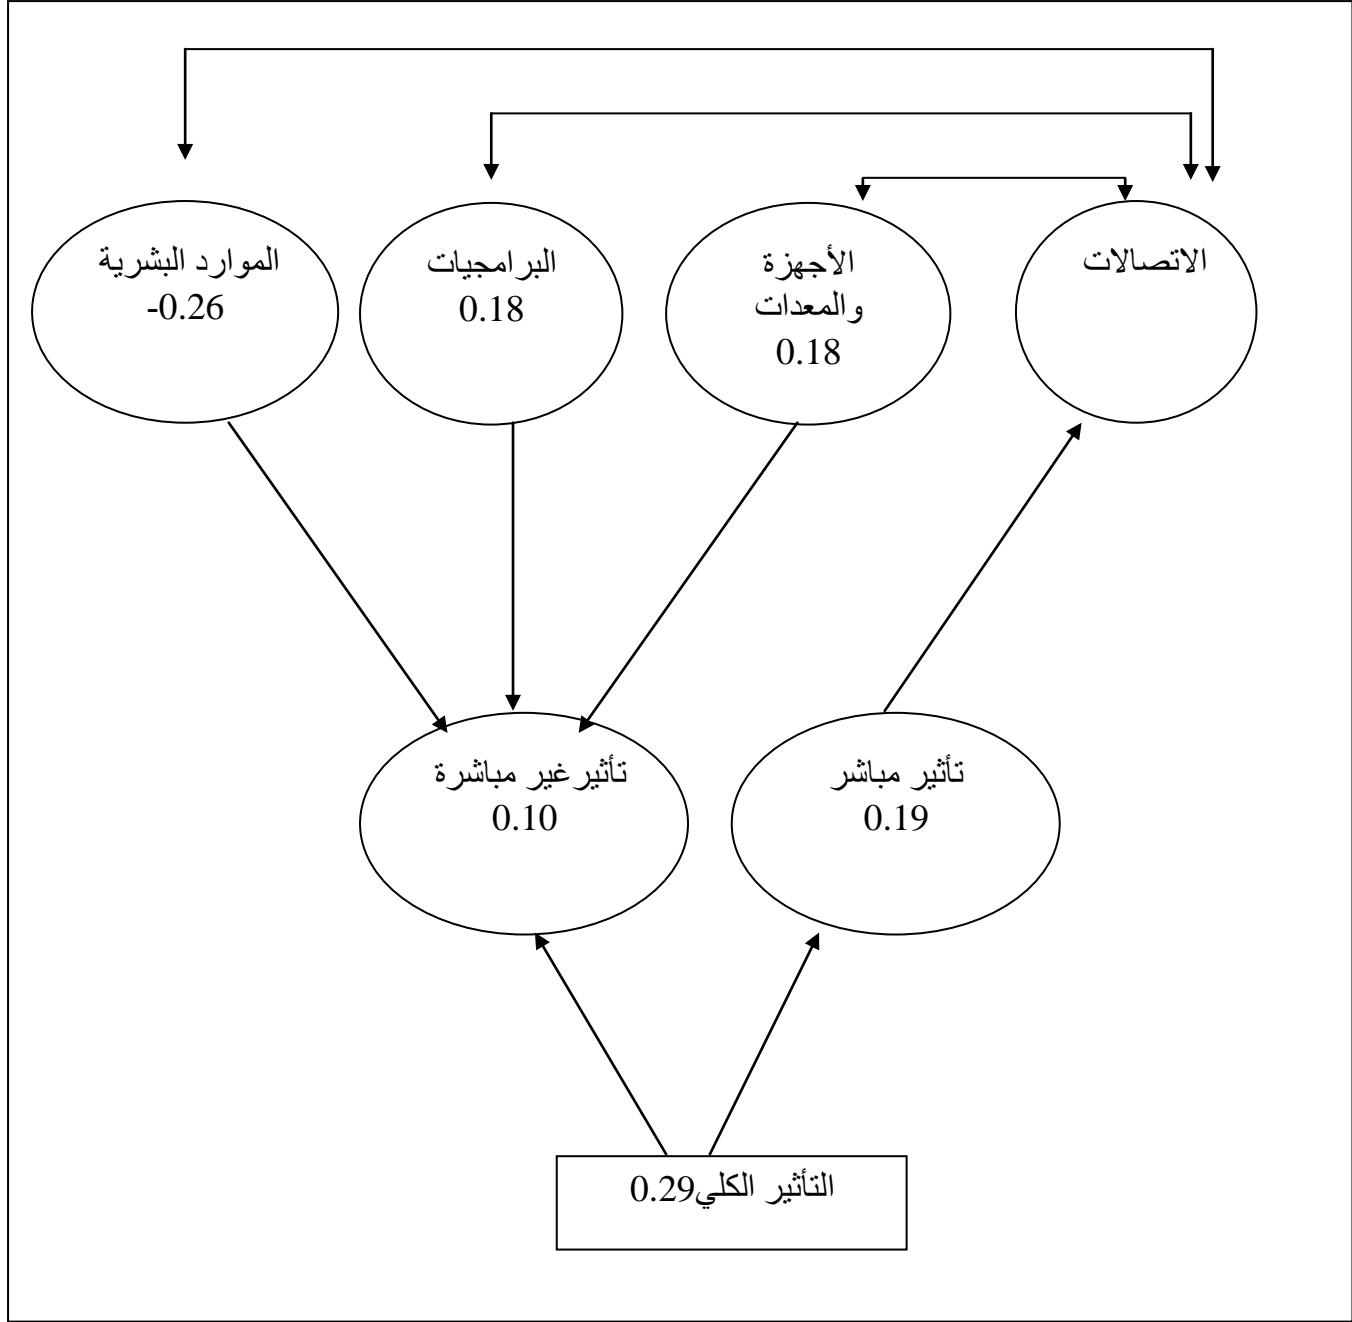 الاتصالات
الأجهزة
والمعدات
0.18
البرامجيات
0.18
الموارد البشرية
-0.26
تأثير مباشر
0.19
تأثيرغير مباشرة
0.10
التأثير الكلي0.29